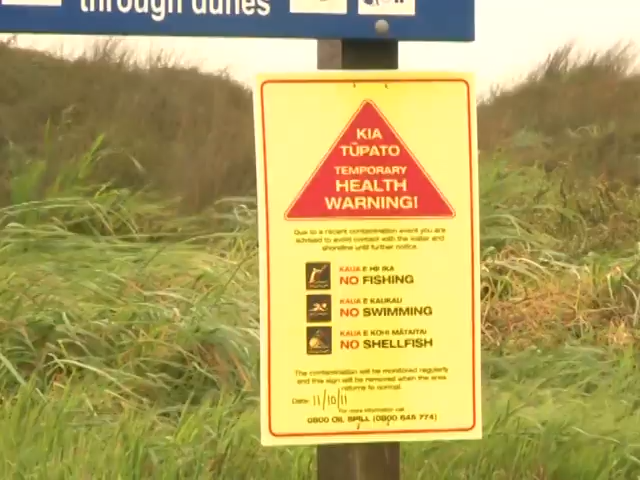 through dunes
KIA
TŪPATO
TEMPORARY
HEALTH
WARNING!
Due to a recent contamination event you are
advised to avoid contact with the water and
shoreline until further notice.
KAUA E HĪ IKA
NO FISHING
KAUA E KAUKAU
NO SWIMMING
KAUA E KOHI MĀTAITAI
NO SHELLFISH
The contamination will be monitored regularly
and this sign will be removed when the area
returns to normal.
Date: 11/10/11
For more information call
0800 OIL SPILL (0800 645 774)